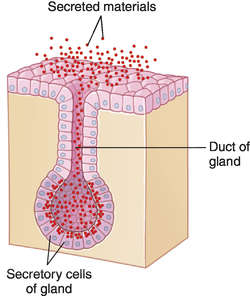 Secreted materials
Duct of
gland
Secretory cells
of gland